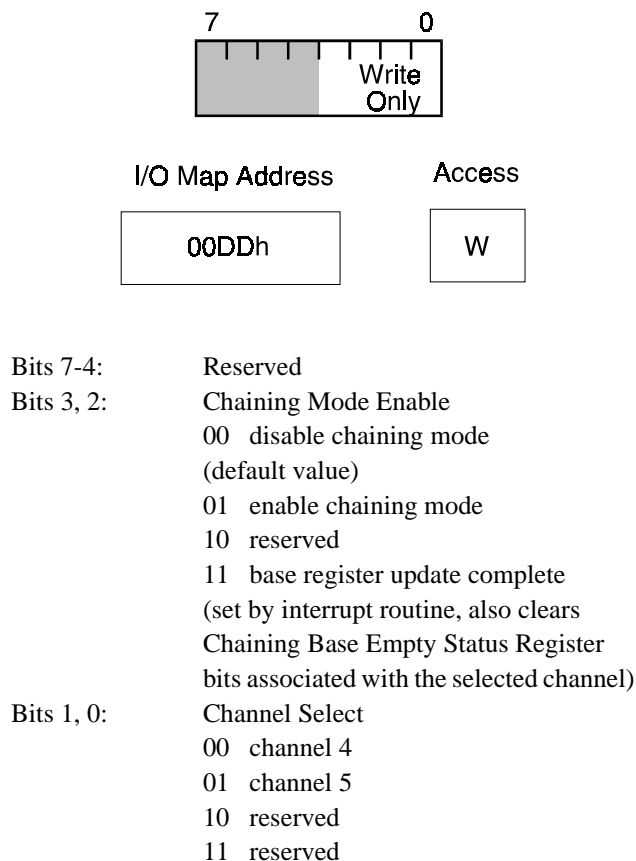 7 0
Write
Only
I/O Map Address Access
00DDh W
Bits 7-4: Reserved
Bits 3, 2: Chaining Mode Enable
00 disable chaining mode
(default value)
01 enable chaining mode
10 reserved
11 base register update complete
(set by interrupt routine, also clears
Chaining Base Empty Status Register
bits associated with the selected channel)
Bits 1, 0: Channel Select
00 channel 4
01 channel 5
10 reserved
11 reserved